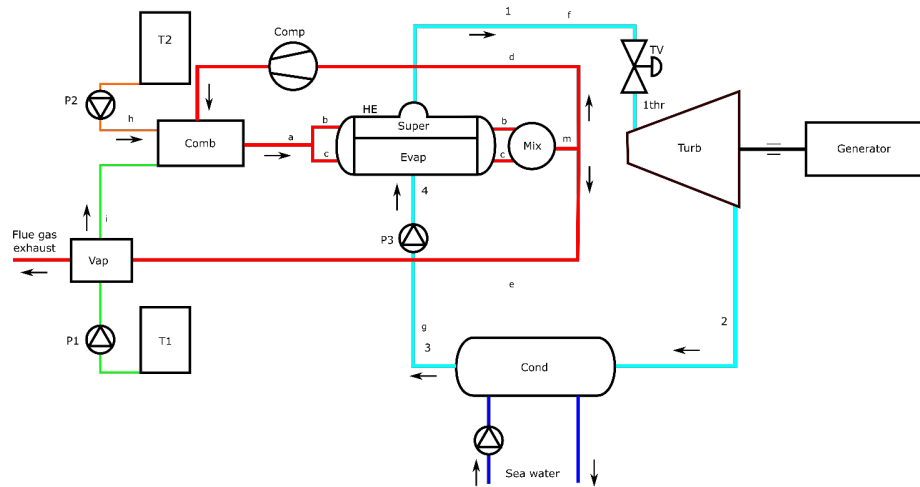 1
f
T2
Comp
TV
d
P2
1thr
h
HE
b
Super
b
a
Comb
Mix
m
Turb
Generator
c
Evap
c
4
i
Flue gas
exhaust
Vap
P3
e
g
2
P1
T1
3
Cond
Sea water